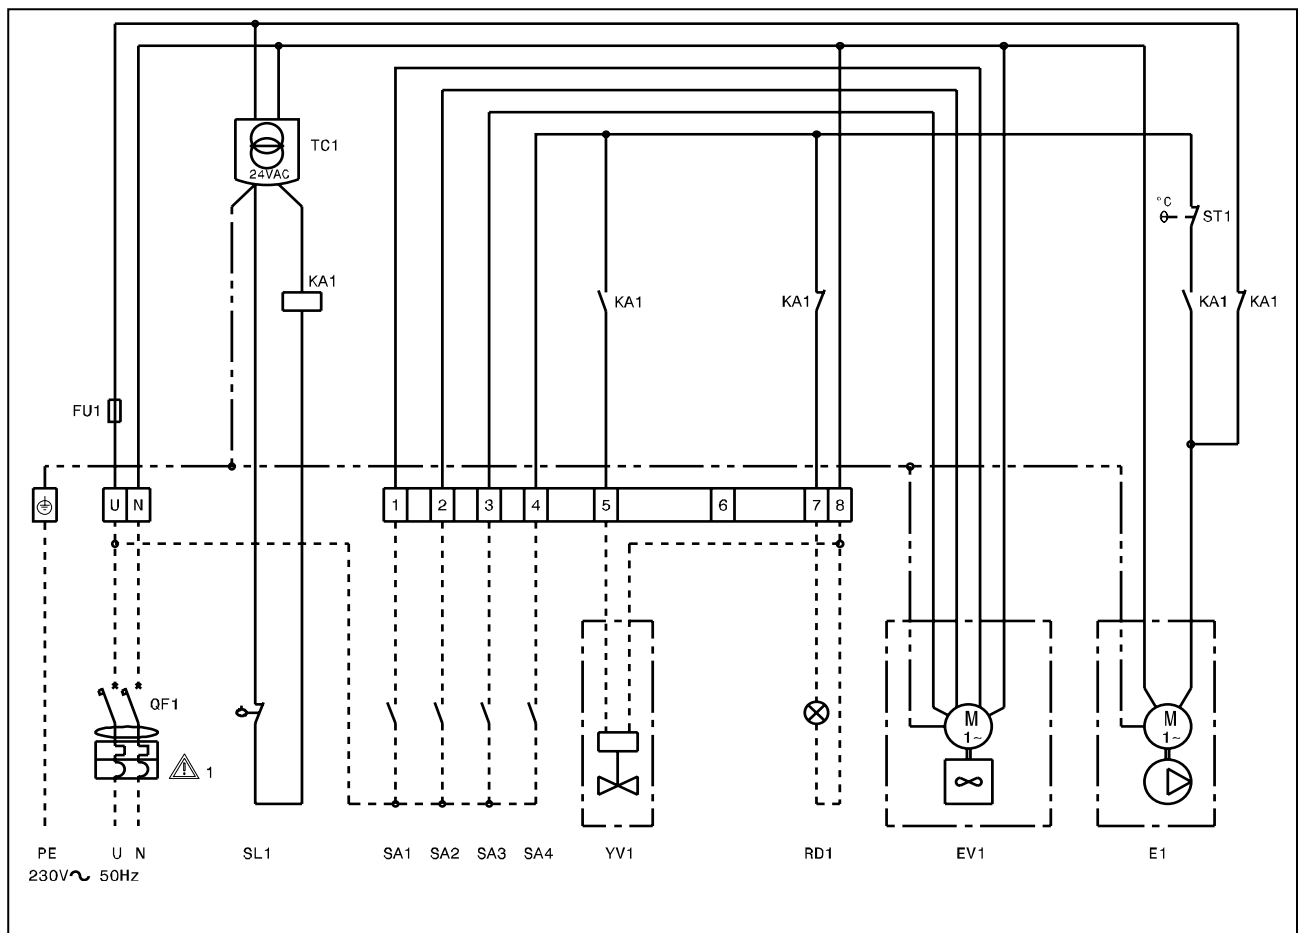 TC1
24VAC
°C
ST1
KA1
KA1
KA1
KA1
KA1
FU1
U N 1 2 3 4 5 6 7 8
QF1
1
M
1~
M
1~
PE U N SL1 SA1 SA2 SA3 SA4 YV1 RD1 EV1 E1
230V~ 50Hz